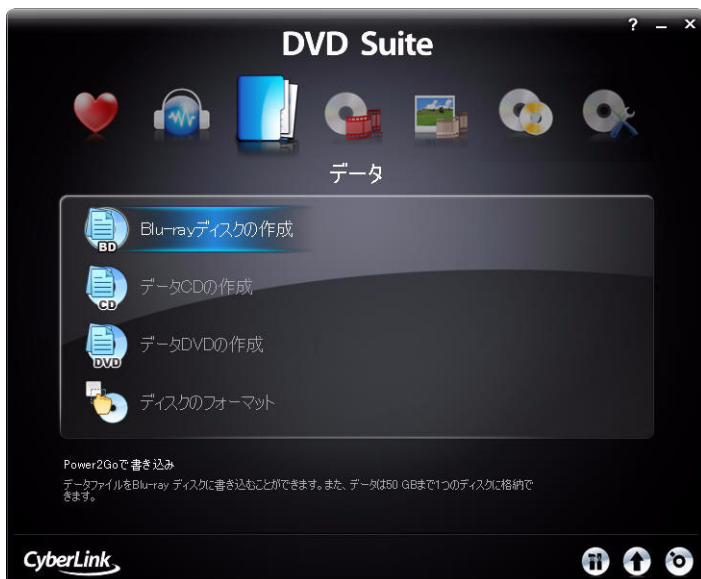 DVD Suite
? – ×
データ
Blu-rayディスクの作成
BD
データCDの作成
CD
データDVDの作成
DVD
ディスクのフォーマット
Power2Goで書き込み
データファイルをBlu-ray ディスクに書き込むことができます。また、データは50 GBまで1つのディスクに格納で
きます。
CyberLink